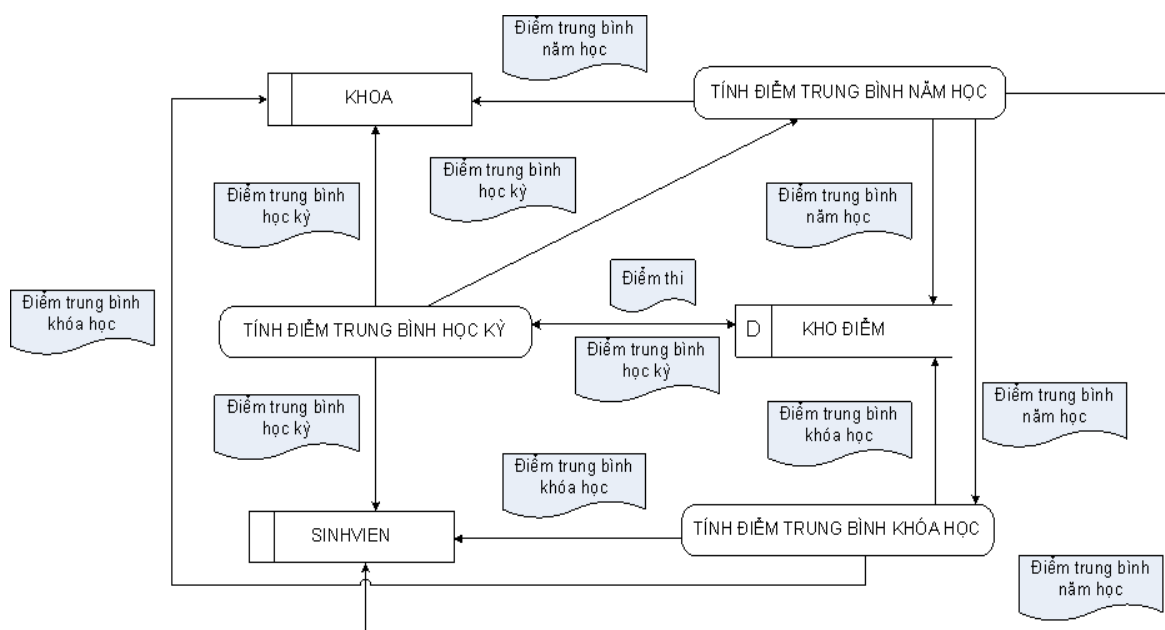 Điểm trung bình
năm học
KHOA
TÍNH ĐIỂM TRUNG BÌNH NĂM HỌC
Điểm trung bình
học kỳ
Điểm trung bình
học kỳ
Điểm trung bình
năm học
Điểm trung bình
khóa học
Điểm thi
TÍNH ĐIỂM TRUNG BÌNH HỌC KỲ
D
KHO ĐIỂM
Điểm trung bình
học kỳ
Điểm trung bình
học kỳ
Điểm trung bình
khóa học
Điểm trung bình
năm học
Điểm trung bình
khóa học
SINHVIEN
TÍNH ĐIỂM TRUNG BÌNH KHÓA HỌC
Điểm trung bình
năm học